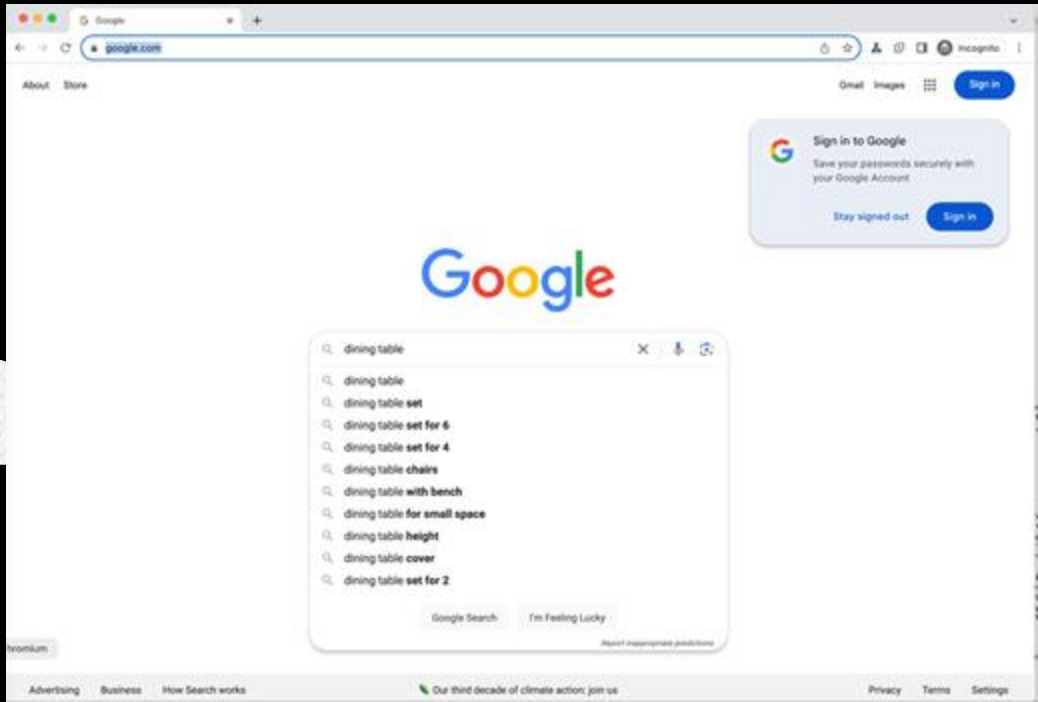 Google
google.com
Incognito
About Store
Gmail Images Sign in
Sign in to Google
Save your passwords securely with
your Google Account
Stay signed out Sign in
Google
dining table
dining table
dining table set
dining table set for 6
dining table set for 4
dining table chairs
dining table with bench
dining table for small space
dining table height
dining table cover
dining table set for 2
Google Search I'm Feeling Lucky
Report inappropriate predictions
hromium
Advertising Business How Search works Our third decade of climate action: join us Privacy Terms Settings